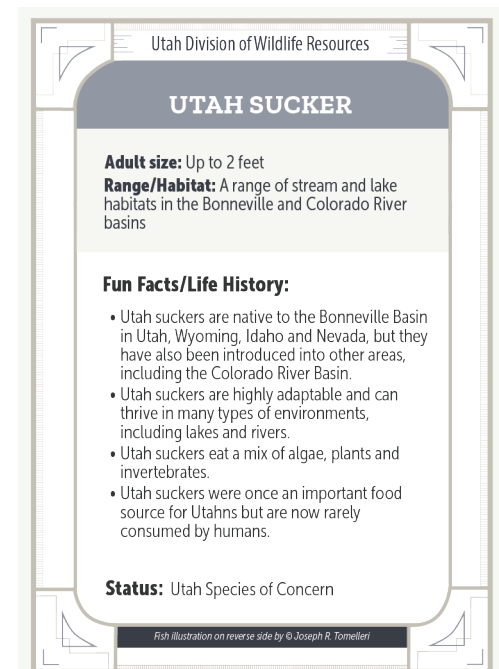 Utah Division of Wildlife Resources
UTAH SUCKER
Adult size: Up to 2 feet
Range/Habitat: A range of stream and lake
habitats in the Bonneville and Colorado River
basins
Fun Facts/Life History:
• Utah suckers are native to the Bonneville Basin
in Utah, Wyoming, Idaho and Nevada, but they
have also been introduced into other areas,
including the Colorado River Basin.
• Utah suckers are highly adaptable and can
thrive in many types of environments,
including lakes and rivers.
• Utah suckers eat a mix of algae, plants and
invertebrates.
• Utah suckers were once an important food
source for Utahns but are now rarely
consumed by humans.
Status: Utah Species of Concern
Fish illustration on reverse side by © Joseph R. Tomelleri